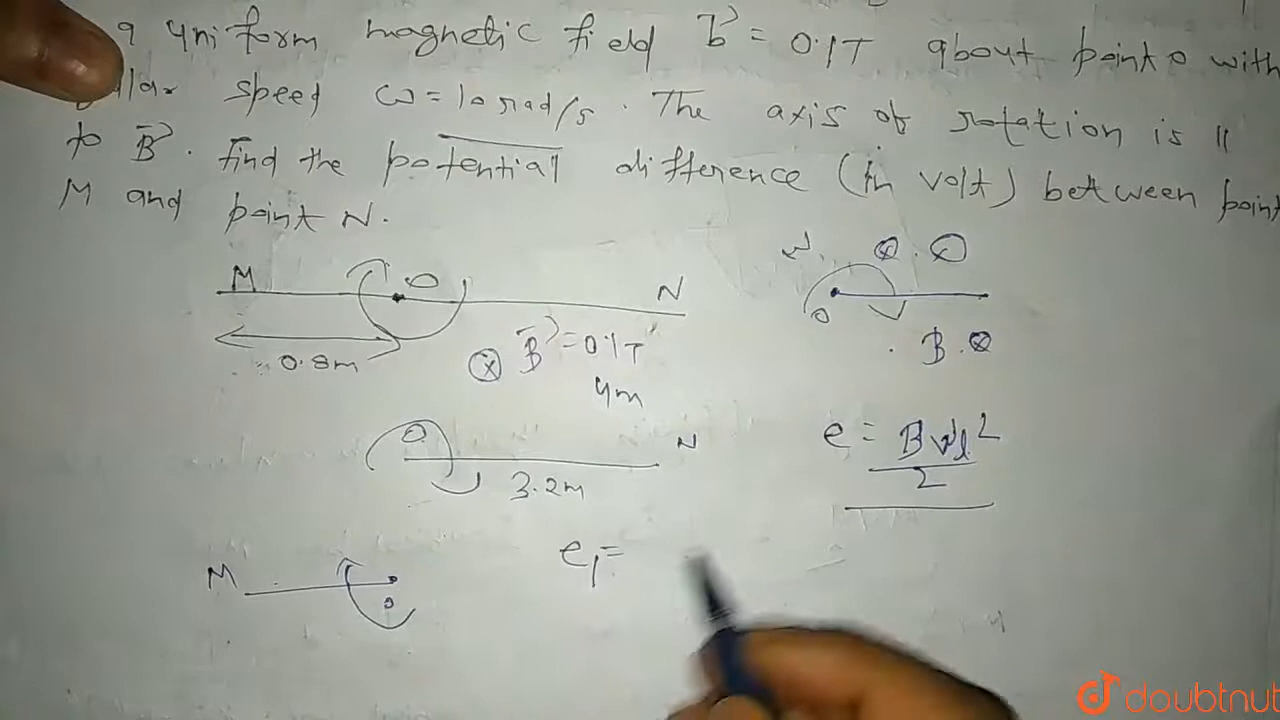 a uniform magnetic field B⃗ = 0.1T about point O with
speed ω = 10 rad/s. The axis of rotation is ||
to B⃗. Find the potential difference (in volt) between point
M and point N.
M O N
0.8m
⊗ B⃗ = 0.1T
4m
O N
3.2m
M O
e₁ =
ω. ⊗
O
B ⊗
e = Bωl²
2
doubtnut